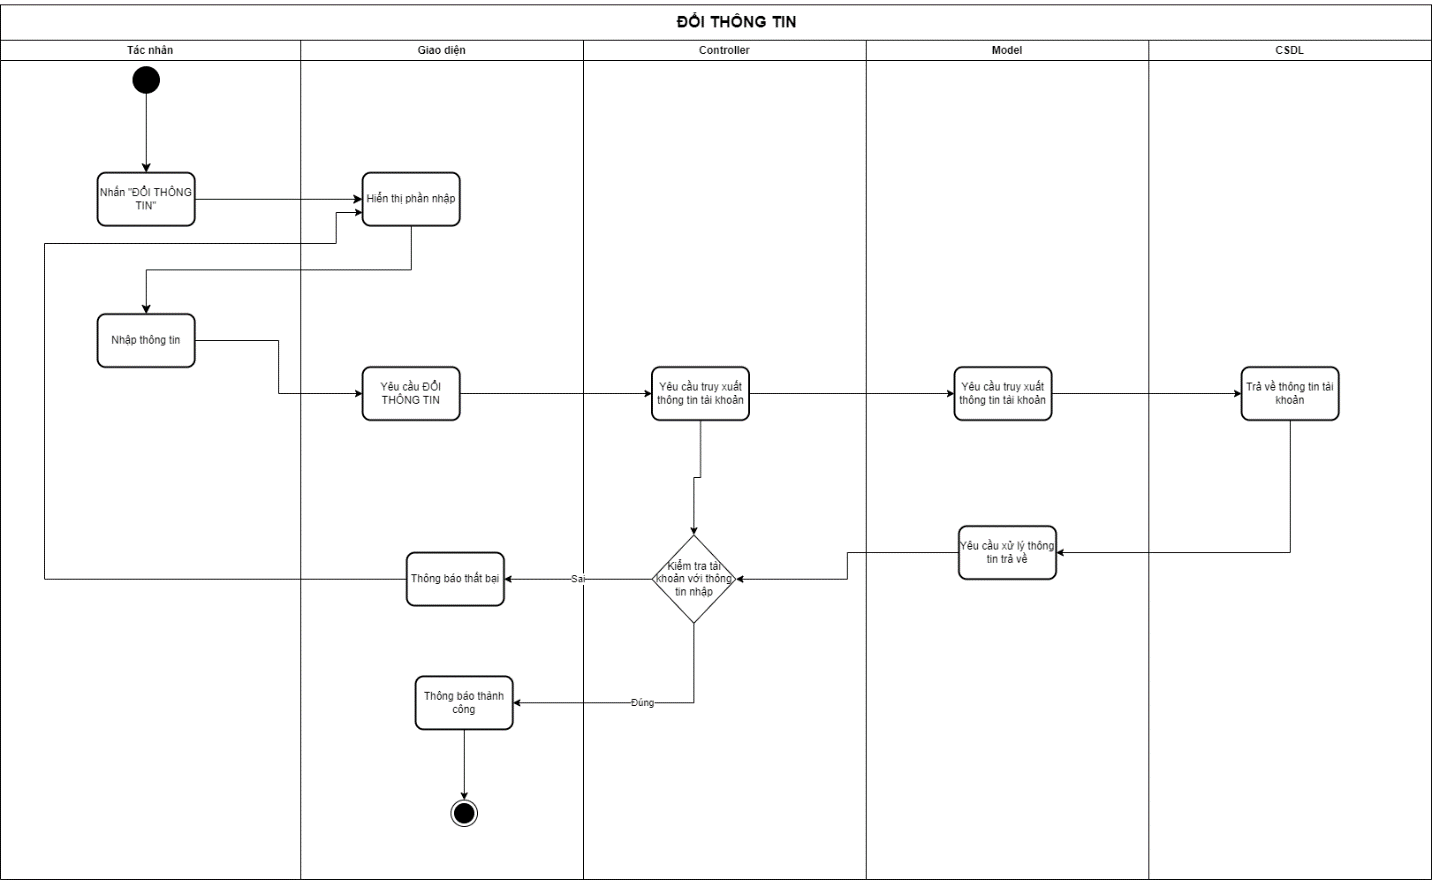 ĐỔI THÔNG TIN
Tác nhân
Giao diện
Controller
Model
CSDL
Nhấn "ĐỔI THÔNG
TIN"
Hiển thị phần nhập
Nhập thông tin
Yêu cầu ĐỔI
THÔNG TIN
Yêu cầu truy xuất
thông tin tài khoản
Yêu cầu truy xuất
thông tin tài khoản
Trả về thông tin tài
khoản
Yêu cầu xử lý thông
tin trả về
Kiểm tra tài
khoản với thông
tin nhập
Sai
Thông báo thất bại
Đúng
Thông báo thành
công